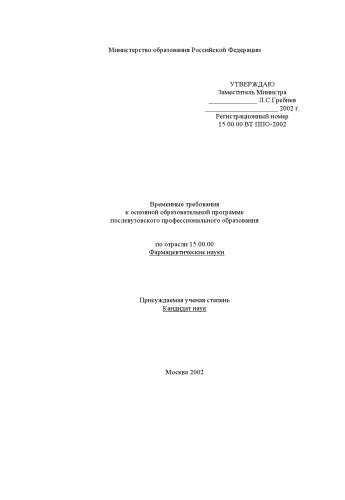 Министерство образования Российской Федерации
УТВЕРЖДАЮ
Заместитель Министра
______________ Л.С.Гребнев
_____________________ 2002 г.
Регистрационный номер
15.00.00 ВТ ППО-2002
Временные требования
к основной образовательной программе
послевузовского профессионального образования
по отрасли 15.00.00
Фармацевтические науки
Присуждаемая ученая степень
Кандидат наук
Москва 2002